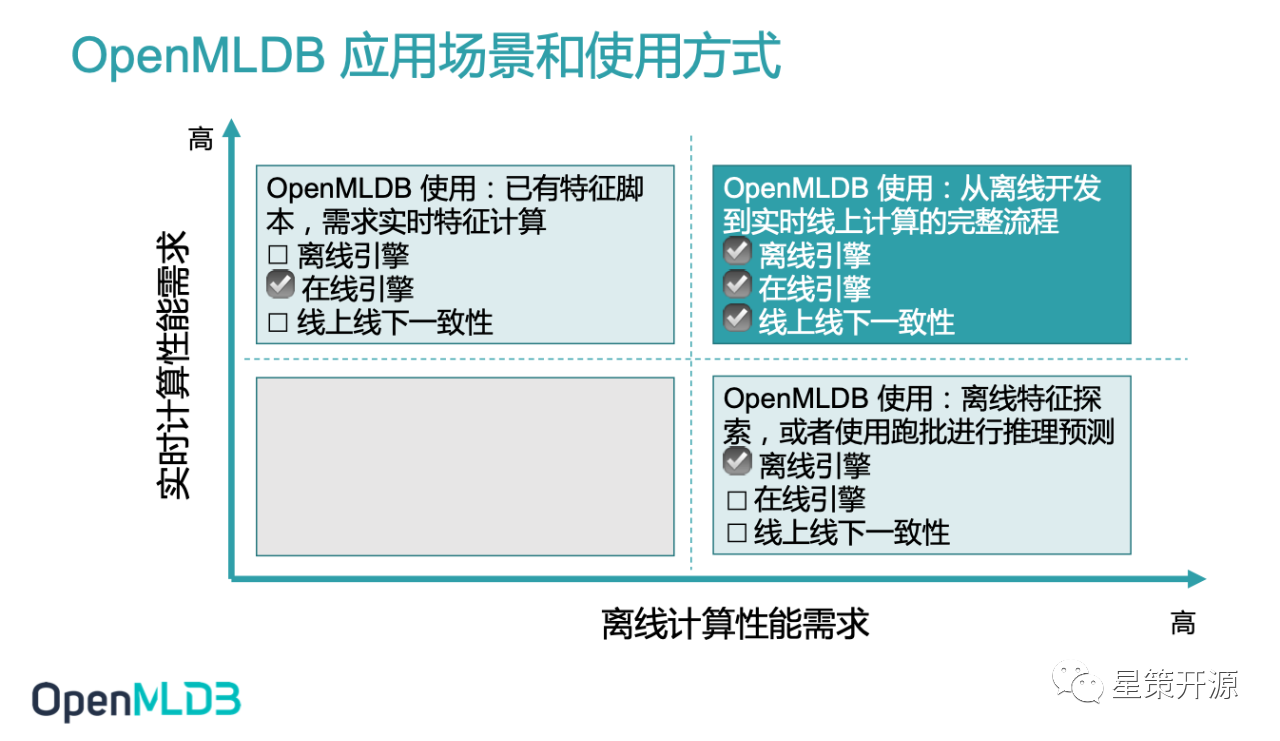 OpenMLDB 应用场景和使用方式
高
实时计算性能需求
OpenMLDB 使用：已有特征脚
本，需求实时特征计算
□ 离线引擎
☑ 在线引擎
□ 线上线下一致性
OpenMLDB 使用：从离线开发
到实时线上计算的完整流程
☑ 离线引擎
☑ 在线引擎
☑ 线上线下一致性
OpenMLDB 使用：离线特征探
索，或者使用跑批进行推理预测
☑ 离线引擎
□ 在线引擎
□ 线上线下一致性
离线计算性能需求
高
OpenMLDB
星策开源